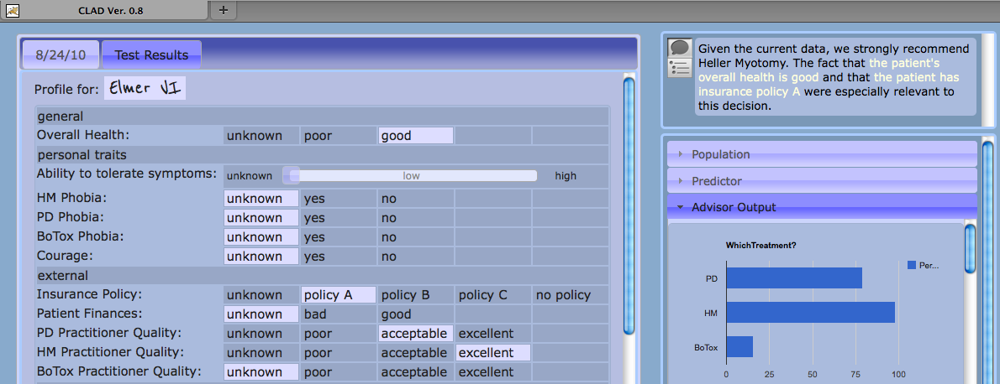 CLAD Ver. 0.8
+
8/24/10 Test Results
Profile for: Elmer VI
general
Overall Health: unknown poor good
personal traits
Ability to tolerate symptoms: unknown low high
HM Phobia: unknown yes no
PD Phobia: unknown yes no
BoTox Phobia: unknown yes no
Courage: unknown yes no
external
Insurance Policy: unknown policy A policy B policy C no policy
Patient Finances: unknown bad good
PD Practitioner Quality: unknown poor acceptable excellent
HM Practitioner Quality: unknown poor acceptable excellent
BoTox Practitioner Quality: unknown poor acceptable excellent
Given the current data, we strongly recommend
Heller Myotomy. The fact that the patient's
overall health is good and that the patient has
insurance policy A were especially relevant to
this decision.
Population
Predictor
Advisor Output
WhichTreatment?
PD
HM
BoTox
0 25 50 75 100
Per...